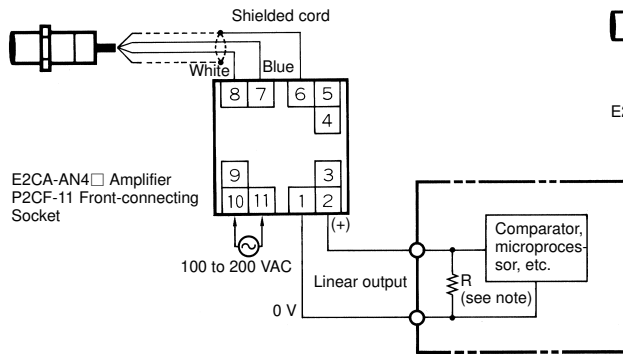 Shielded cord
White
Blue
8 7 6 5
4
E2
9 3
10 11 1 2
E2CA-AN4□ Amplifier
P2CF-11 Front-connecting
Socket
(+)
100 to 200 VAC
Linear output
0 V
Comparator,
microproces-
sor, etc.
R
(see note)